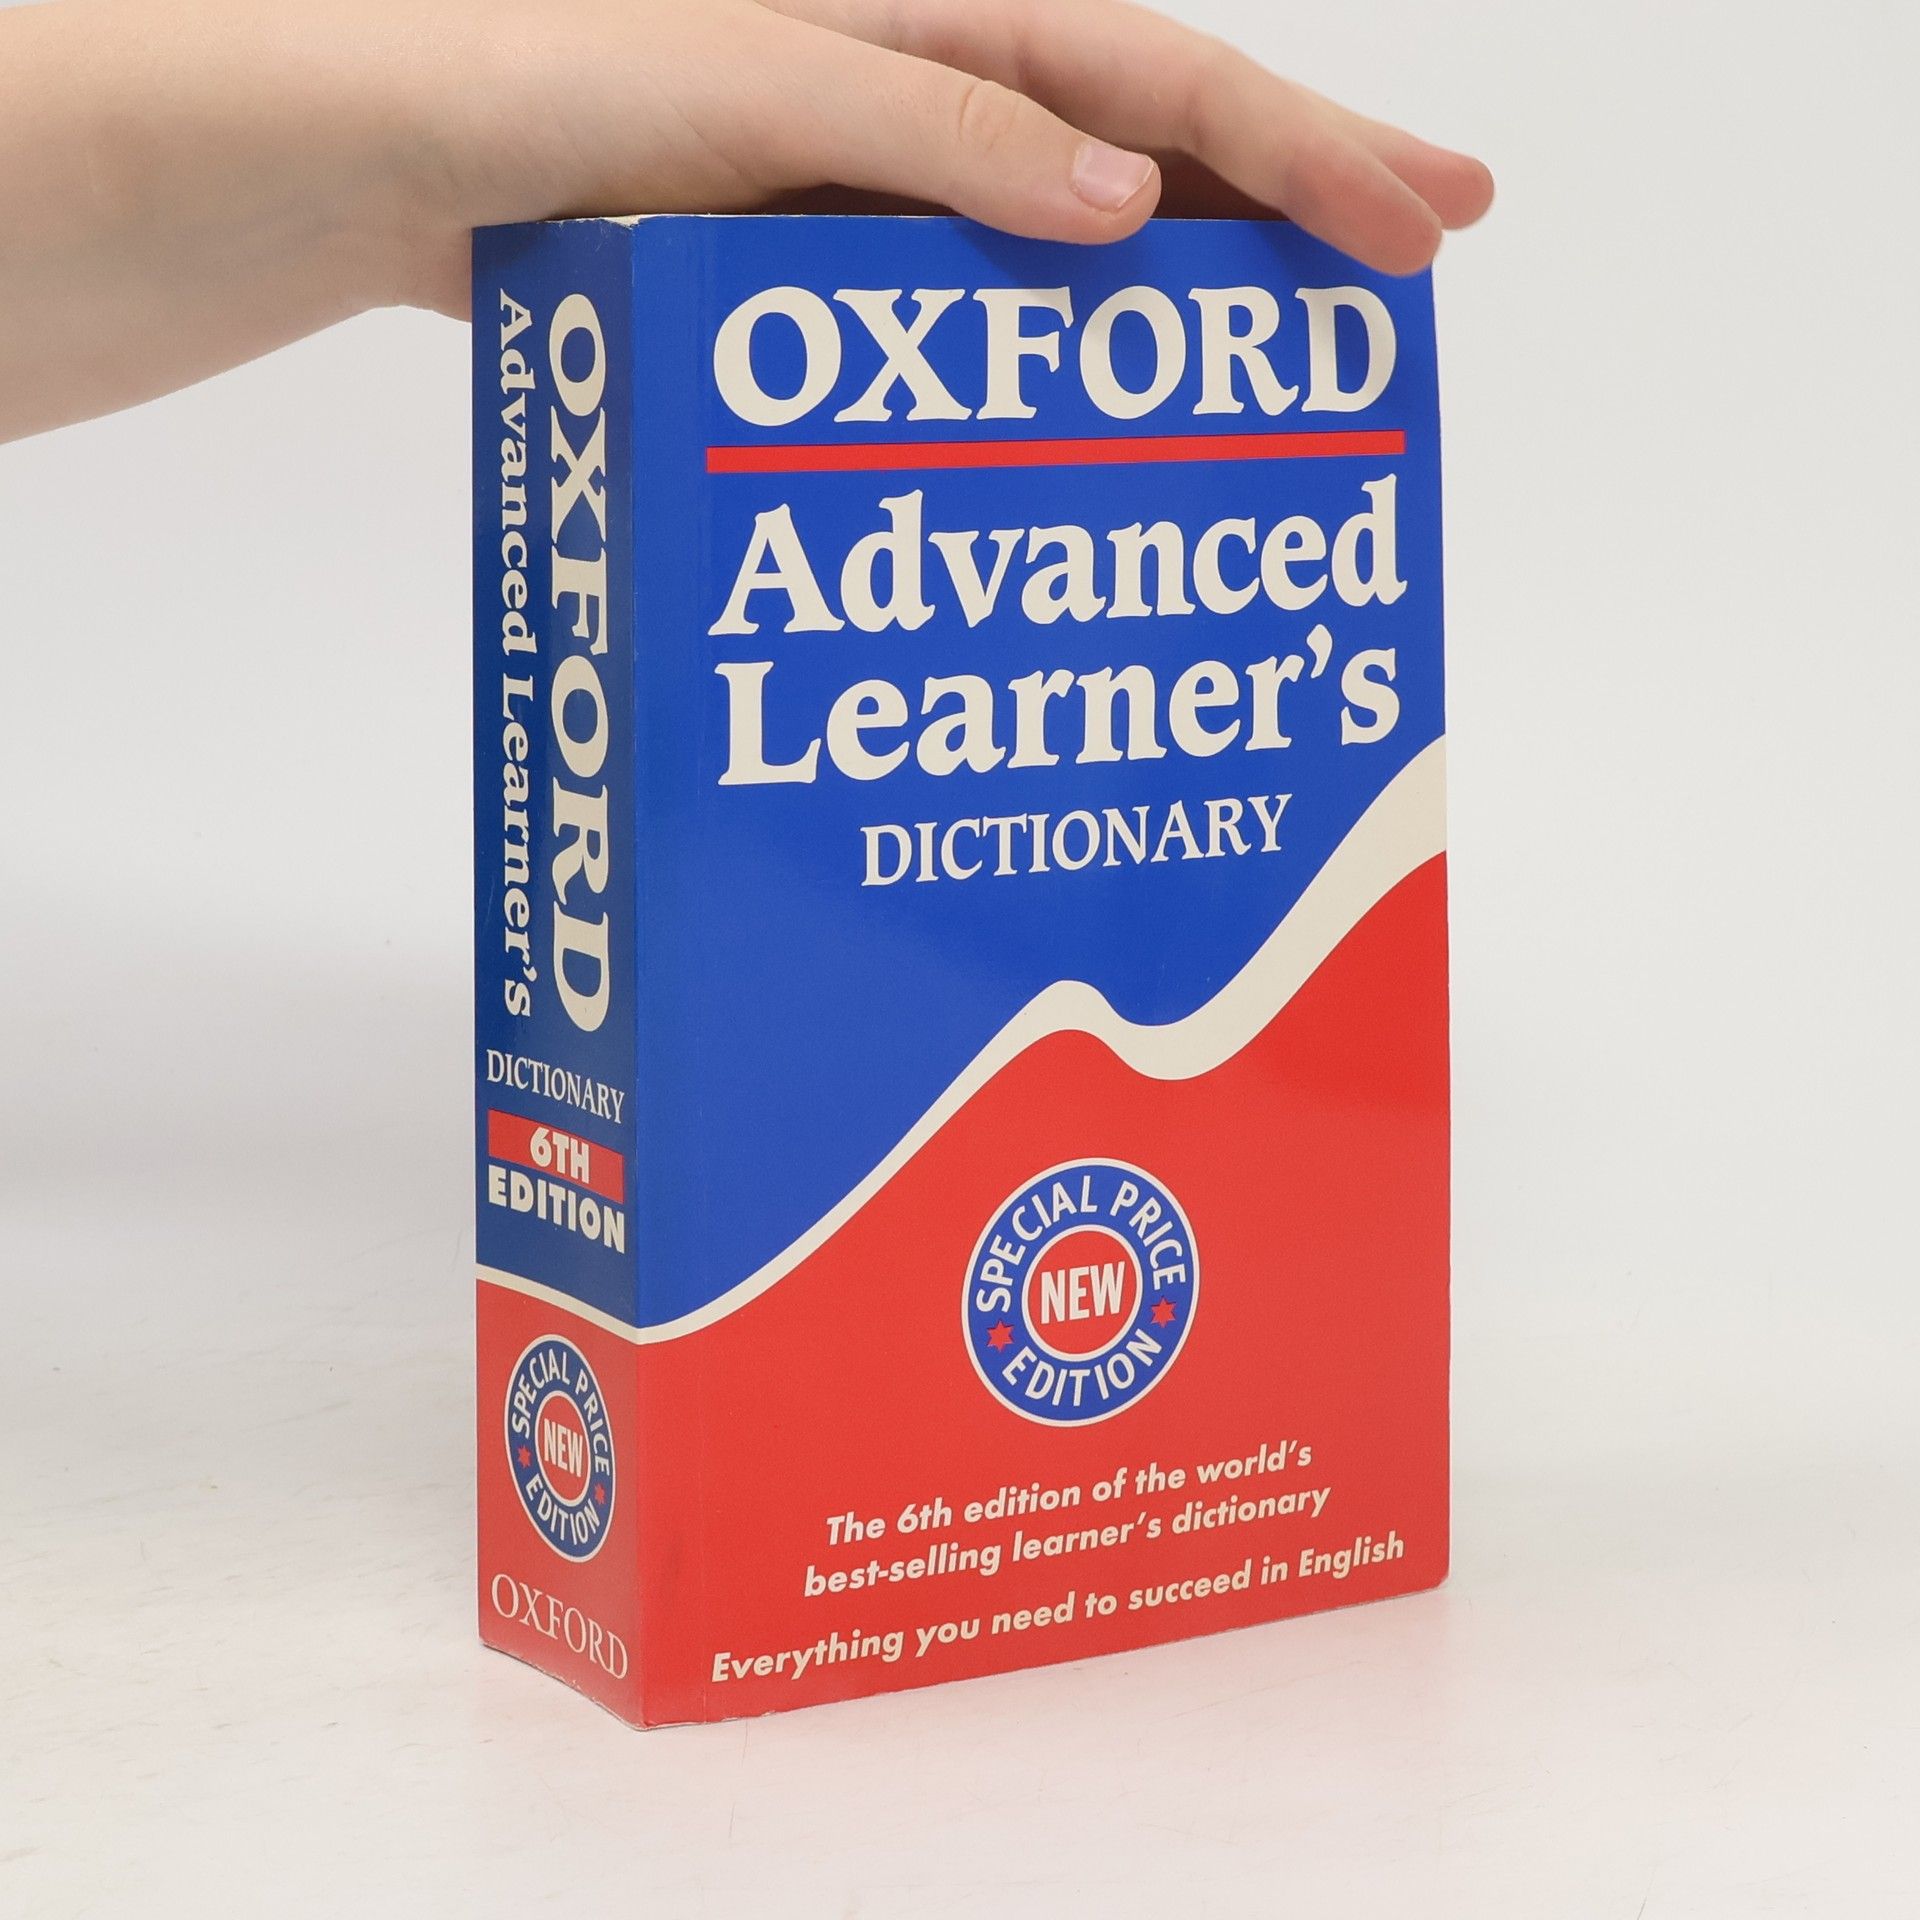 OXFORD
Advanced Learner's
DICTIONARY
6TH
EDITION
SPECIAL PRICE
NEW
EDITION
OXFORD
OXFORD
Advanced
Learner's
DICTIONARY
SPECIAL PRICE
NEW
EDITION
The 6th edition of the world's
best-selling learner's dictionary
Everything you need to succeed in English